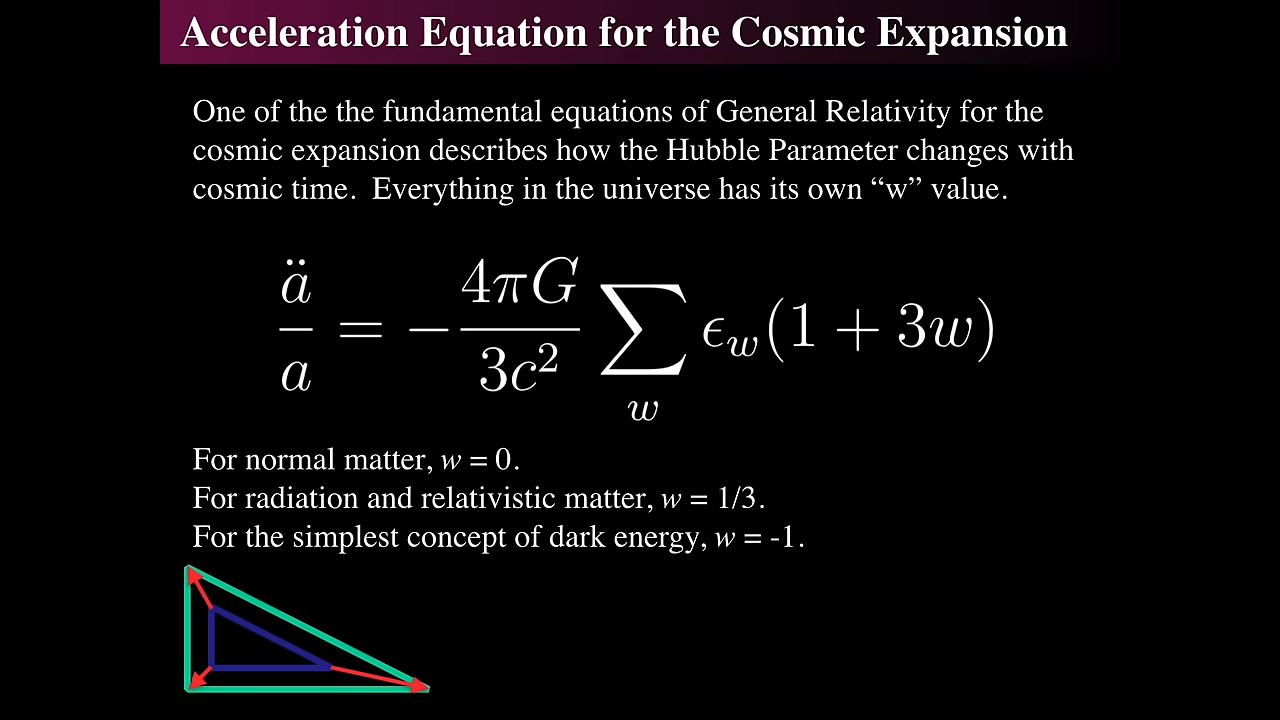 Acceleration Equation for the Cosmic Expansion
One of the the fundamental equations of General Relativity for the
cosmic expansion describes how the Hubble Parameter changes with
cosmic time.  Everything in the universe has its own “w” value.
ä/a = −4πG/3c² ∑_w ϵ_w(1 + 3w)
For normal matter, w = 0.
For radiation and relativistic matter, w = 1/3.
For the simplest concept of dark energy, w = -1.